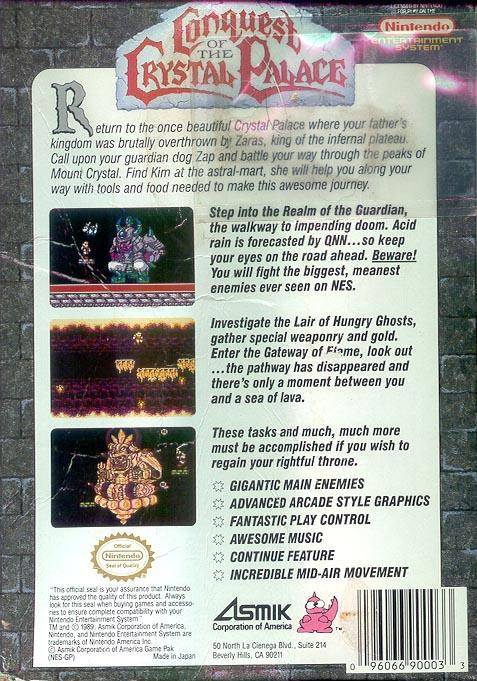 LICENSED BY NINTENDO
FOR PLAY ON THE
Nintendo
ENTERTAINMENT
SYSTEM
Conquest
OF
THE
CRYSTAL PALACE
Return to the once beautiful Crystal Palace where your father's
kingdom was brutally overthrown by Zaras, king of the infernal plateau.
Call upon your guardian dog Zap and battle your way through the peaks of
Mount Crystal. Find Kim at the astral-mart, she will help you along your
way with tools and food needed to make this awesome journey.
Step into the Realm of the Guardian,
the walkway to impending doom. Acid
rain is forecasted by QNN...so keep
your eyes on the road ahead. Beware!
You will fight the biggest, meanest
enemies ever seen on NES.
Investigate the Lair of Hungry Ghosts,
gather special weaponry and gold.
Enter the Gateway of Flame, look out
...the pathway has disappeared and
there's only a moment between you
and a sea of lava.
These tasks and much, much more
must be accomplished if you wish to
regain your rightful throne.
GIGANTIC MAIN ENEMIES
ADVANCED ARCADE STYLE GRAPHICS
FANTASTIC PLAY CONTROL
AWESOME MUSIC
CONTINUE FEATURE
INCREDIBLE MID-AIR MOVEMENT
Official
Nintendo
Seal of Quality
"This official seal is your assurance that Nintendo
has approved the quality of this product. Always
look for this seal when buying games and accesso-
ries to ensure complete compatibility with your
Nintendo Entertainment System"
TM and © 1989 Asmik Corporation of America.
Nintendo, and Nintendo Entertainment System are
trademarks of Nintendo America Inc.
© Asmik Corporation of America Game Pak
(NES-GP) Made in Japan
ASMIK
Corporation of America
TM
50 North La Cienega Blvd., Suite 214
Beverly Hills, CA 90211
0 96066 90003 3